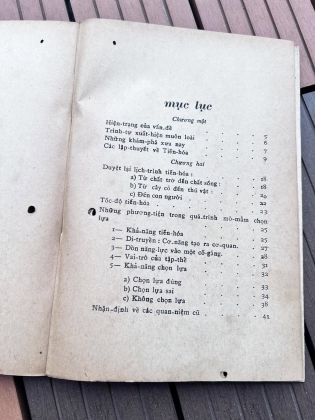 mục lục
Chương một
Hiện-trạng của vấn-đề . . . . 5
Trình-tự xuất-hiện muôn loài . . . . 6
Những khám-phá xưa nay . . . . 7
Các lập-thuyết về Tiến-hóa . . . . 9
Chương hai
Duyệt lại lịch-trình tiến-hóa :
a) Từ chất trơ đến chất sống : . . . 18
b) Từ cây cỏ đến thú vật : . . . 18
c) Đến con người . . . . 22
Tốc-độ tiến-hóa . . . . 23
Những phương-tiện trong quá-trình mò-mẫm chọn
lựa . . . . 25
1— Khả-năng tiến-hóa . . . . 25
2— Di-truyền : Cơ-năng tạo ra cơ-quan. . . 25
3— Dồn năng-lực vào một cố-gắng. . . 27
4— Vai-trò của tập-thể . . . . 31
5— Khả-năng chọn lựa . . . . 32
a) Chọn lựa đúng . . . . 33
b) Chọn lựa sai . . . . 34
c) Không chọn lựa . . . . 38
Nhận-định về các quan-niệm cũ . . . . 41